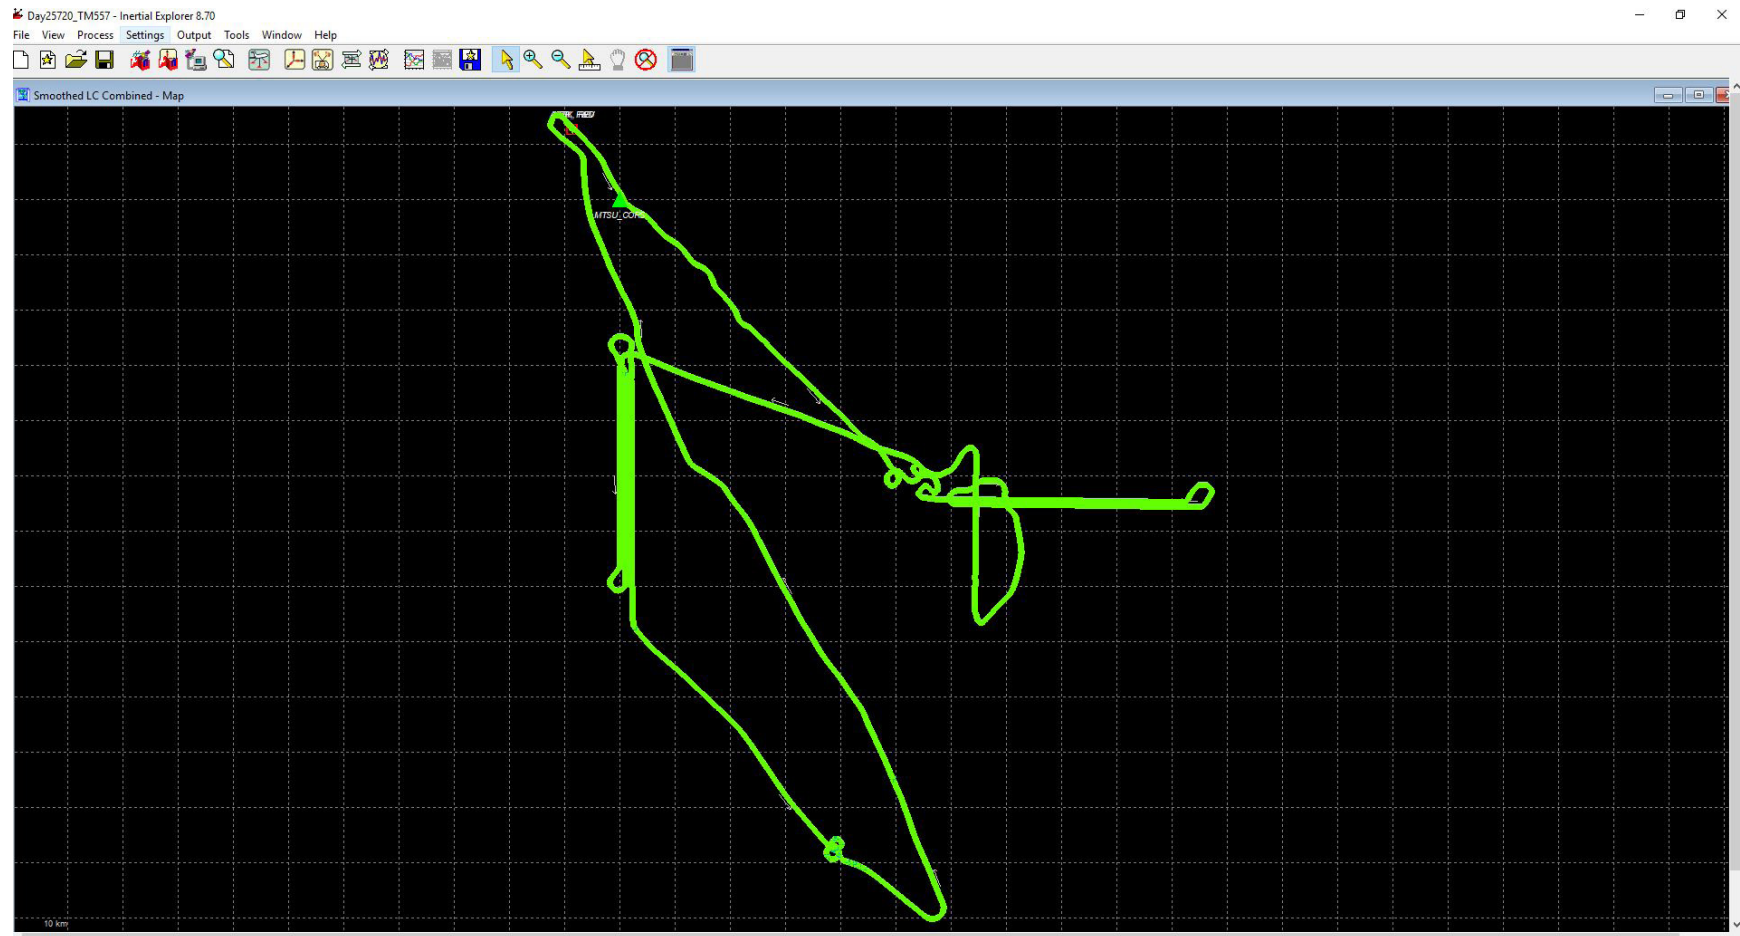 Day25720_TM557 - Inertial Explorer 8.70
File View Process Settings Output Tools Window Help
Smoothed LC Combined - Map
MTSU_CORS
10 km